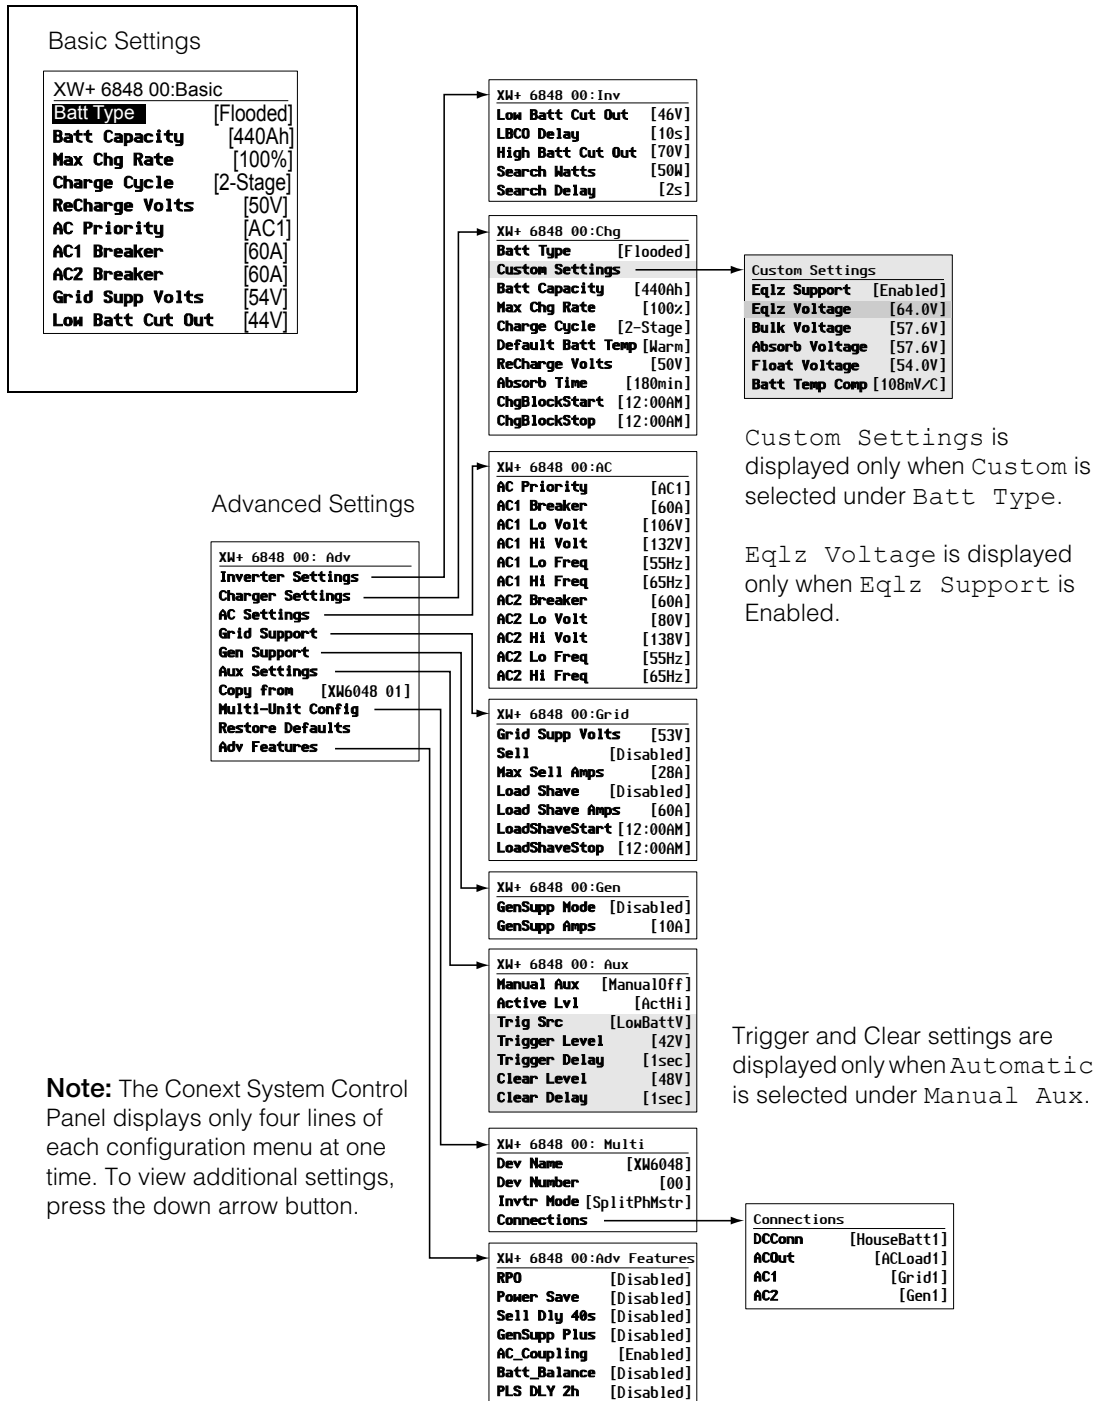 Basic Settings
XW+ 6848 00:Basic
Batt Type [Flooded]
Batt Capacity [440Ah]
Max Chg Rate [100%]
Charge Cycle [2-Stage]
ReCharge Volts [50V]
AC Priority [AC1]
AC1 Breaker [60A]
AC2 Breaker [60A]
Grid Supp Volts [54V]
Low Batt Cut Out [44V]
Advanced Settings
XW+ 6848 00: Adv
Inverter Settings
Charger Settings
AC Settings
Grid Support
Gen Support
Aux Settings
Copy from [XW6048 01]
Multi-Unit Config
Restore Defaults
Adv Features
XW+ 6848 00:Inv
Low Batt Cut Out [46V]
LBCO Delay [10s]
High Batt Cut Out [70V]
Search Watts [50W]
Search Delay [2s]
XW+ 6848 00:Chg
Batt Type [Flooded]
Custom Settings
Batt Capacity [440Ah]
Max Chg Rate [100%]
Charge Cycle [2-Stage]
Default Batt Temp [Warm]
ReCharge Volts [50V]
Absorb Time [180min]
ChgBlockStart [12:00AM]
ChgBlockStop [12:00AM]
Custom Settings
Eqlz Support [Enabled]
Eqlz Voltage [64.0V]
Bulk Voltage [57.6V]
Absorb Voltage [57.6V]
Float Voltage [54.0V]
Batt Temp Comp [108mV/C]
Custom Settings is
displayed only when Custom is
selected under Batt Type.
Eqlz Voltage is displayed
only when Eqlz Support is
Enabled.
XW+ 6848 00:AC
AC Priority [AC1]
AC1 Breaker [60A]
AC1 Lo Volt [106V]
AC1 Hi Volt [132V]
AC1 Lo Freq [55Hz]
AC1 Hi Freq [65Hz]
AC2 Breaker [60A]
AC2 Lo Volt [80V]
AC2 Hi Volt [138V]
AC2 Lo Freq [55Hz]
AC2 Hi Freq [65Hz]
XW+ 6848 00:Grid
Grid Supp Volts [53V]
Sell [Disabled]
Max Sell Amps [28A]
Load Shave [Disabled]
Load Shave Amps [60A]
LoadShaveStart [12:00AM]
LoadShaveStop [12:00AM]
XW+ 6848 00:Gen
GenSupp Mode [Disabled]
GenSupp Amps [10A]
XW+ 6848 00: Aux
Manual Aux [ManualOff]
Active Lvl [ActHi]
Trig Src [LowBattV]
Trigger Level [42V]
Trigger Delay [1sec]
Clear Level [48V]
Clear Delay [1sec]
Trigger and Clear settings are
displayed only when Automatic
is selected under Manual Aux.
Note: The Conext System Control
Panel displays only four lines of
each configuration menu at one
time. To view additional settings,
press the down arrow button.
XW+ 6848 00: Multi
Dev Name [XW6048]
Dev Number [00]
Invtr Mode [SplitPhMstr]
Connections
Connections
DCConn [HouseBatt1]
ACOut [ACLoad1]
AC1 [Grid1]
AC2 [Gen1]
XW+ 6848 00:Adv Features
RPO [Disabled]
Power Save [Disabled]
Sell Dly 40s [Disabled]
GenSupp Plus [Disabled]
AC_Coupling [Enabled]
Batt_Balance [Disabled]
PLS DLY 2h [Disabled]